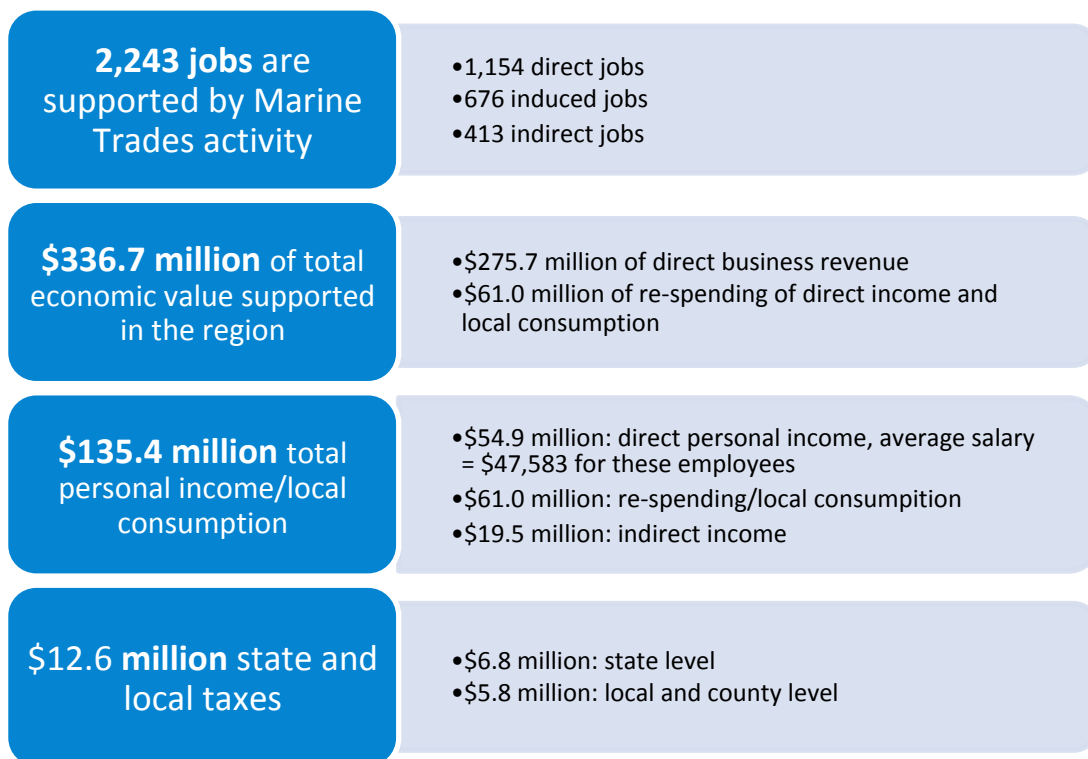 2,243 jobs are
supported by Marine
Trades activity
•1,154 direct jobs
•676 induced jobs
•413 indirect jobs
$336.7 million of total
economic value supported
in the region
•$275.7 million of direct business revenue
•$61.0 million of re-spending of direct income and
local consumption
$135.4 million total
personal income/local
consumption
•$54.9 million: direct personal income, average salary
= $47,583 for these employees
•$61.0 million: re-spending/local consumpition
•$19.5 million: indirect income
$12.6 million state and
local taxes
•$6.8 million: state level
•$5.8 million: local and county level